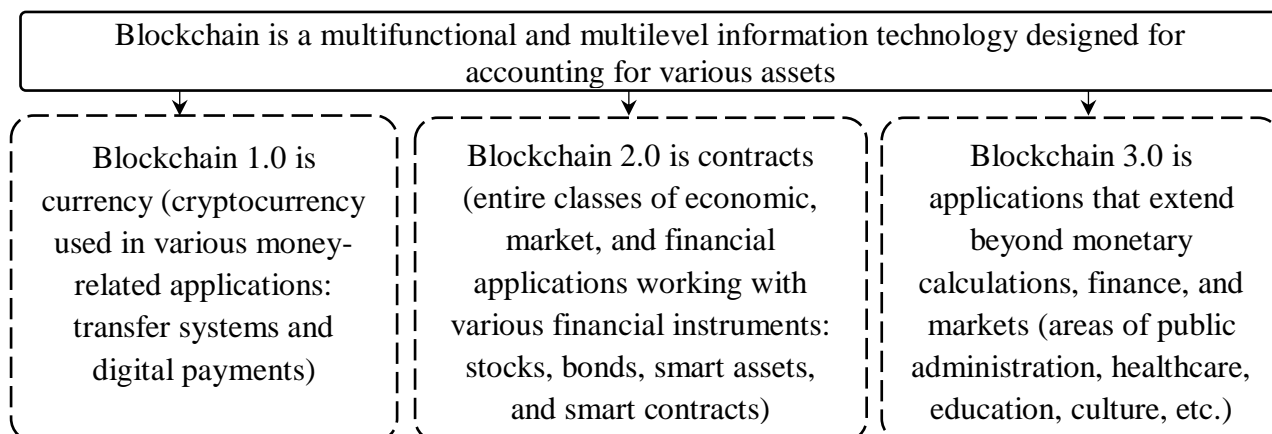 Blockchain is a multifunctional and multilevel information technology designed for
accounting for various assets
Blockchain 1.0 is
currency (cryptocurrency
used in various money-
related applications:
transfer systems and
digital payments)
Blockchain 2.0 is contracts
(entire classes of economic,
market, and financial
applications working with
various financial instruments:
stocks, bonds, smart assets,
and smart contracts)
Blockchain 3.0 is
applications that extend
beyond monetary
calculations, finance, and
markets (areas of public
administration, healthcare,
education, culture, etc.)